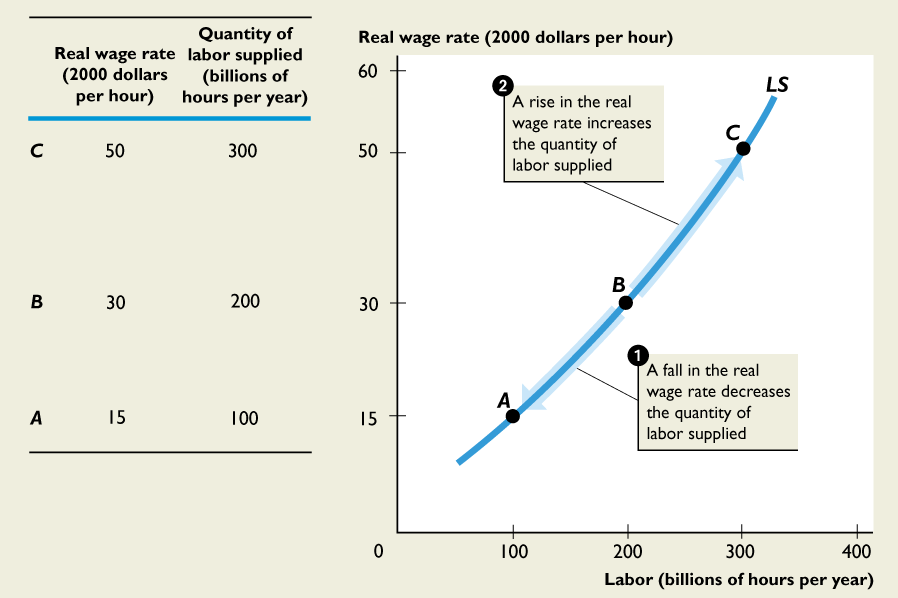 Real wage rate
(2000 dollars
per hour)
Quantity of
labor supplied
(billions of
hours per year)
C 50 300
B 30 200
A 15 100
Real wage rate (2000 dollars per hour)
60
50
30
15
0
100
200
300
400
Labor (billions of hours per year)
LS
C
B
A
2
A rise in the real
wage rate increases
the quantity of
labor supplied
1
A fall in the real
wage rate decreases
the quantity of
labor supplied